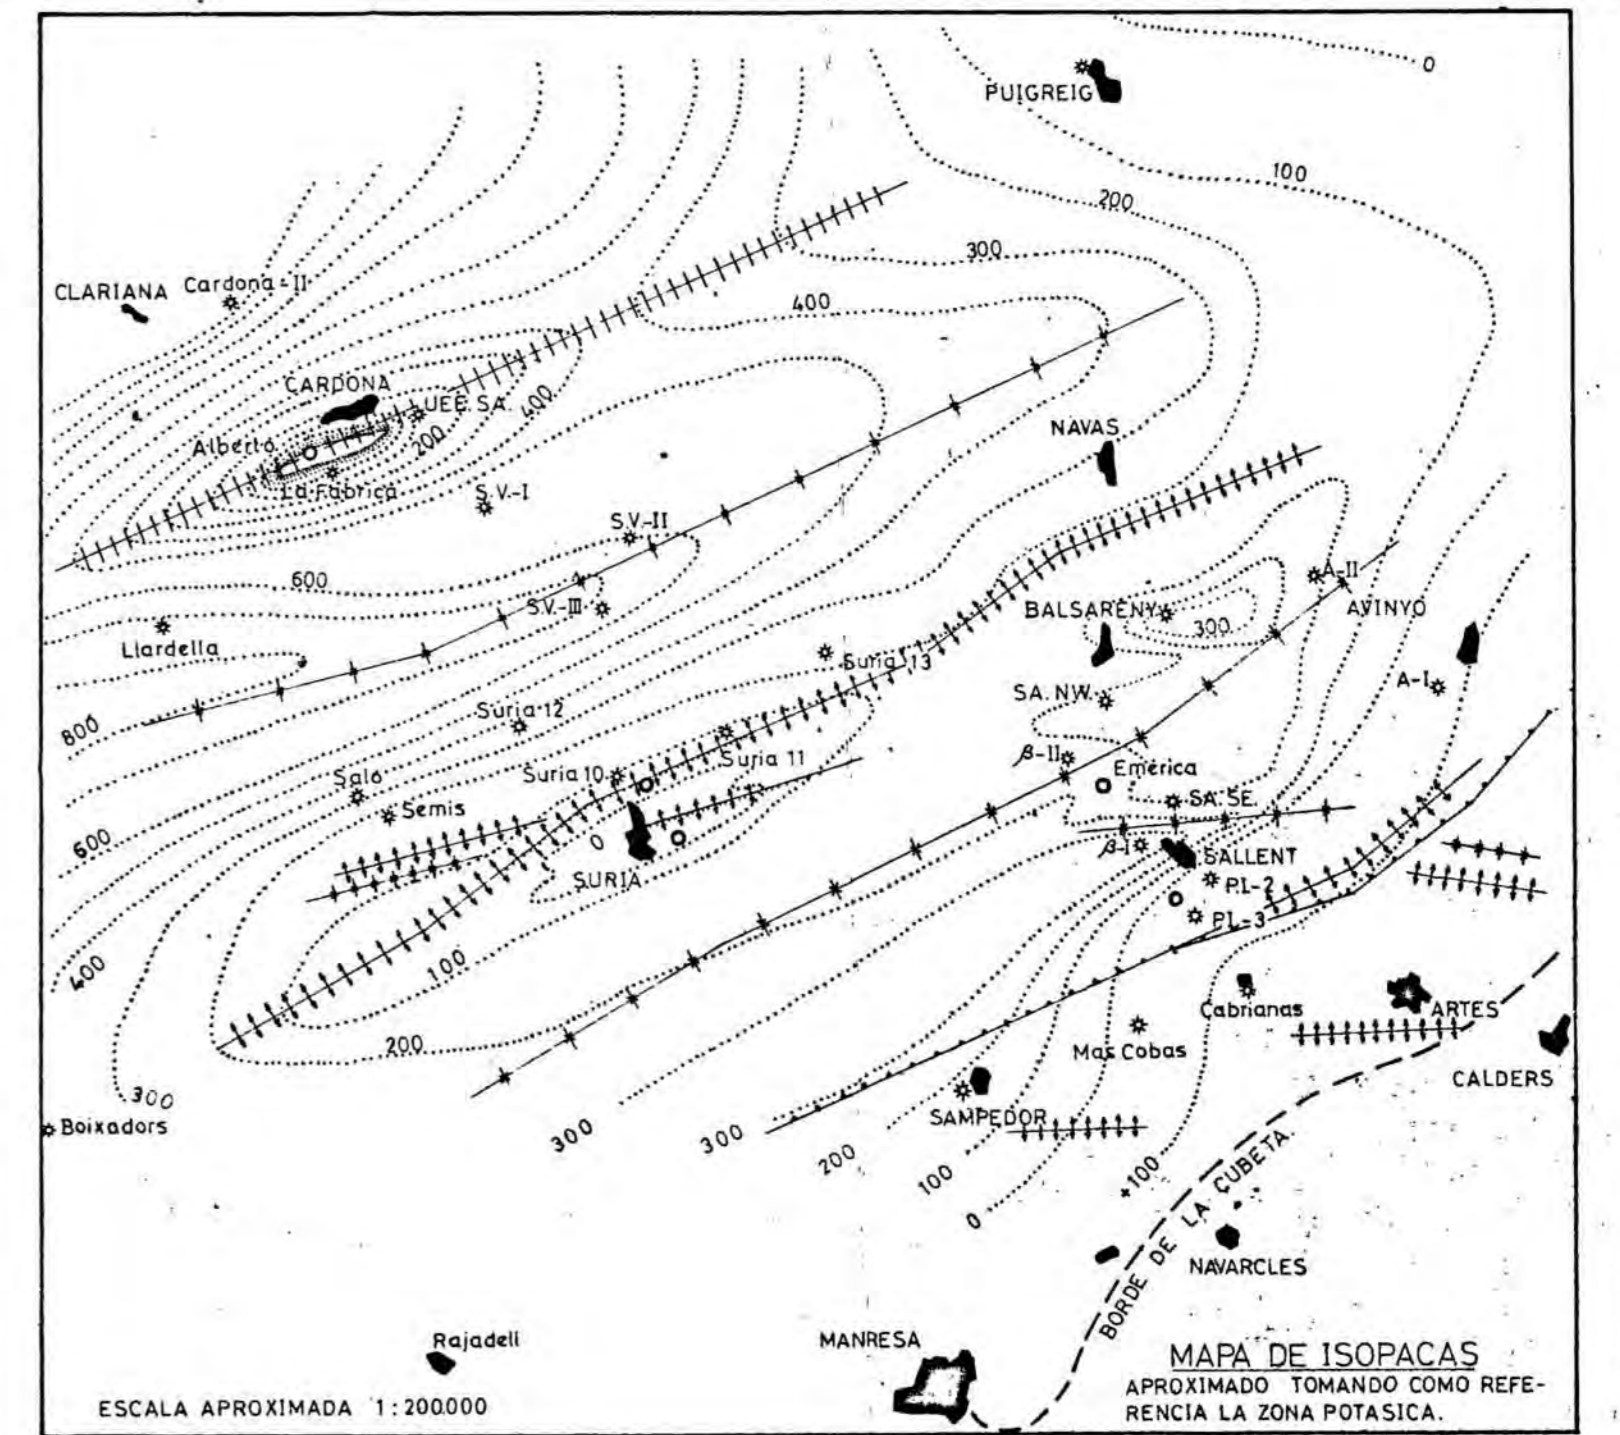 0
PUIGREIG
100
200
300
CLARIANA
Cardona-II
400
CARDONA
UEE.SA.
400
Alberto
200
NAVAS
La Fabrica
S.V.-I
S.V.-II
600
A-II
S.V.-III
BALSARENY
AVINYO
300
Llardella
Suria 13
SA. NW.
A-I
800
Suria 12
β-II
Emerica
Suria 10
Suria 11
Salo
SA. SE.
Semis
600
0
β-I
SALLENT
SURIA
P.L-2
P.L-3
400
100
Cabrianas
ARTES
200
Mas Cobas
CALDERS
300
SAMPEDOR
Boixadors
300
300
200
100
100
0
BORDE DE LA CUBETA.
NAVARCLES
Rajadell
MANRESA
MAPA DE ISOPACAS
APROXIMADO TOMANDO COMO REFE-
RENCIA LA ZONA POTASICA.
ESCALA APROXIMADA 1:200.000